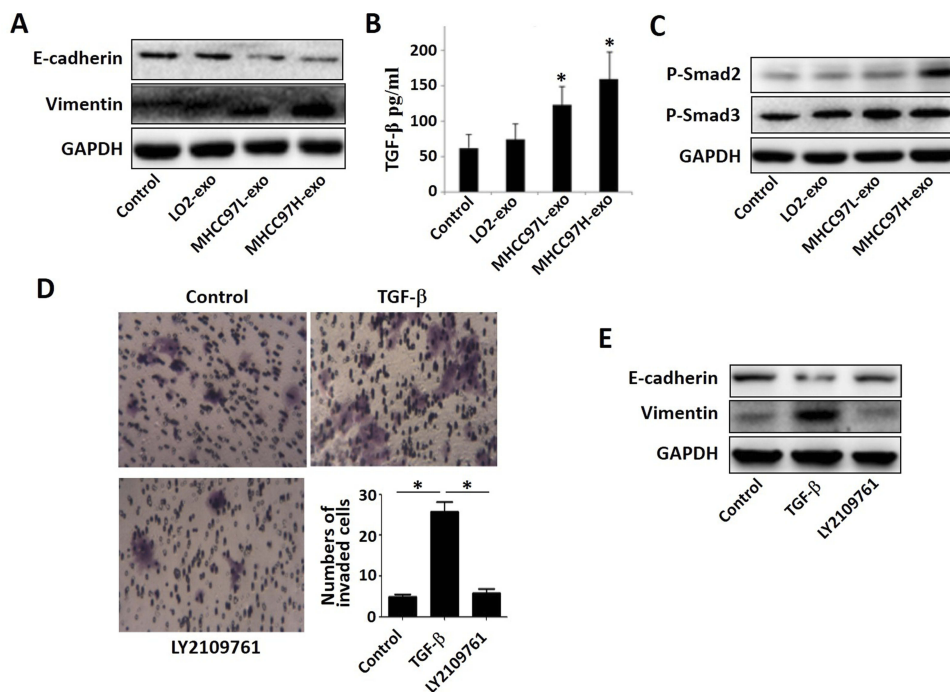 A
E-cadherin
Vimentin
GAPDH
Control
LO2-exo
MHCC97L-exo
MHCC97H-exo
B
TGF-β pg/ml
200
150
100
50
0
*
*
Control
LO2-exo
MHCC97L-exo
MHCC97H-exo
C
P-Smad2
P-Smad3
GAPDH
Control
LO2-exo
MHCC97L-exo
MHCC97H-exo
D
Control
TGF-β
LY2109761
Numbers of
invaded cells
30
20
10
0
*
*
Control
TGF-β
LY2109761
E
E-cadherin
Vimentin
GAPDH
Control
TGF-β
LY2109761